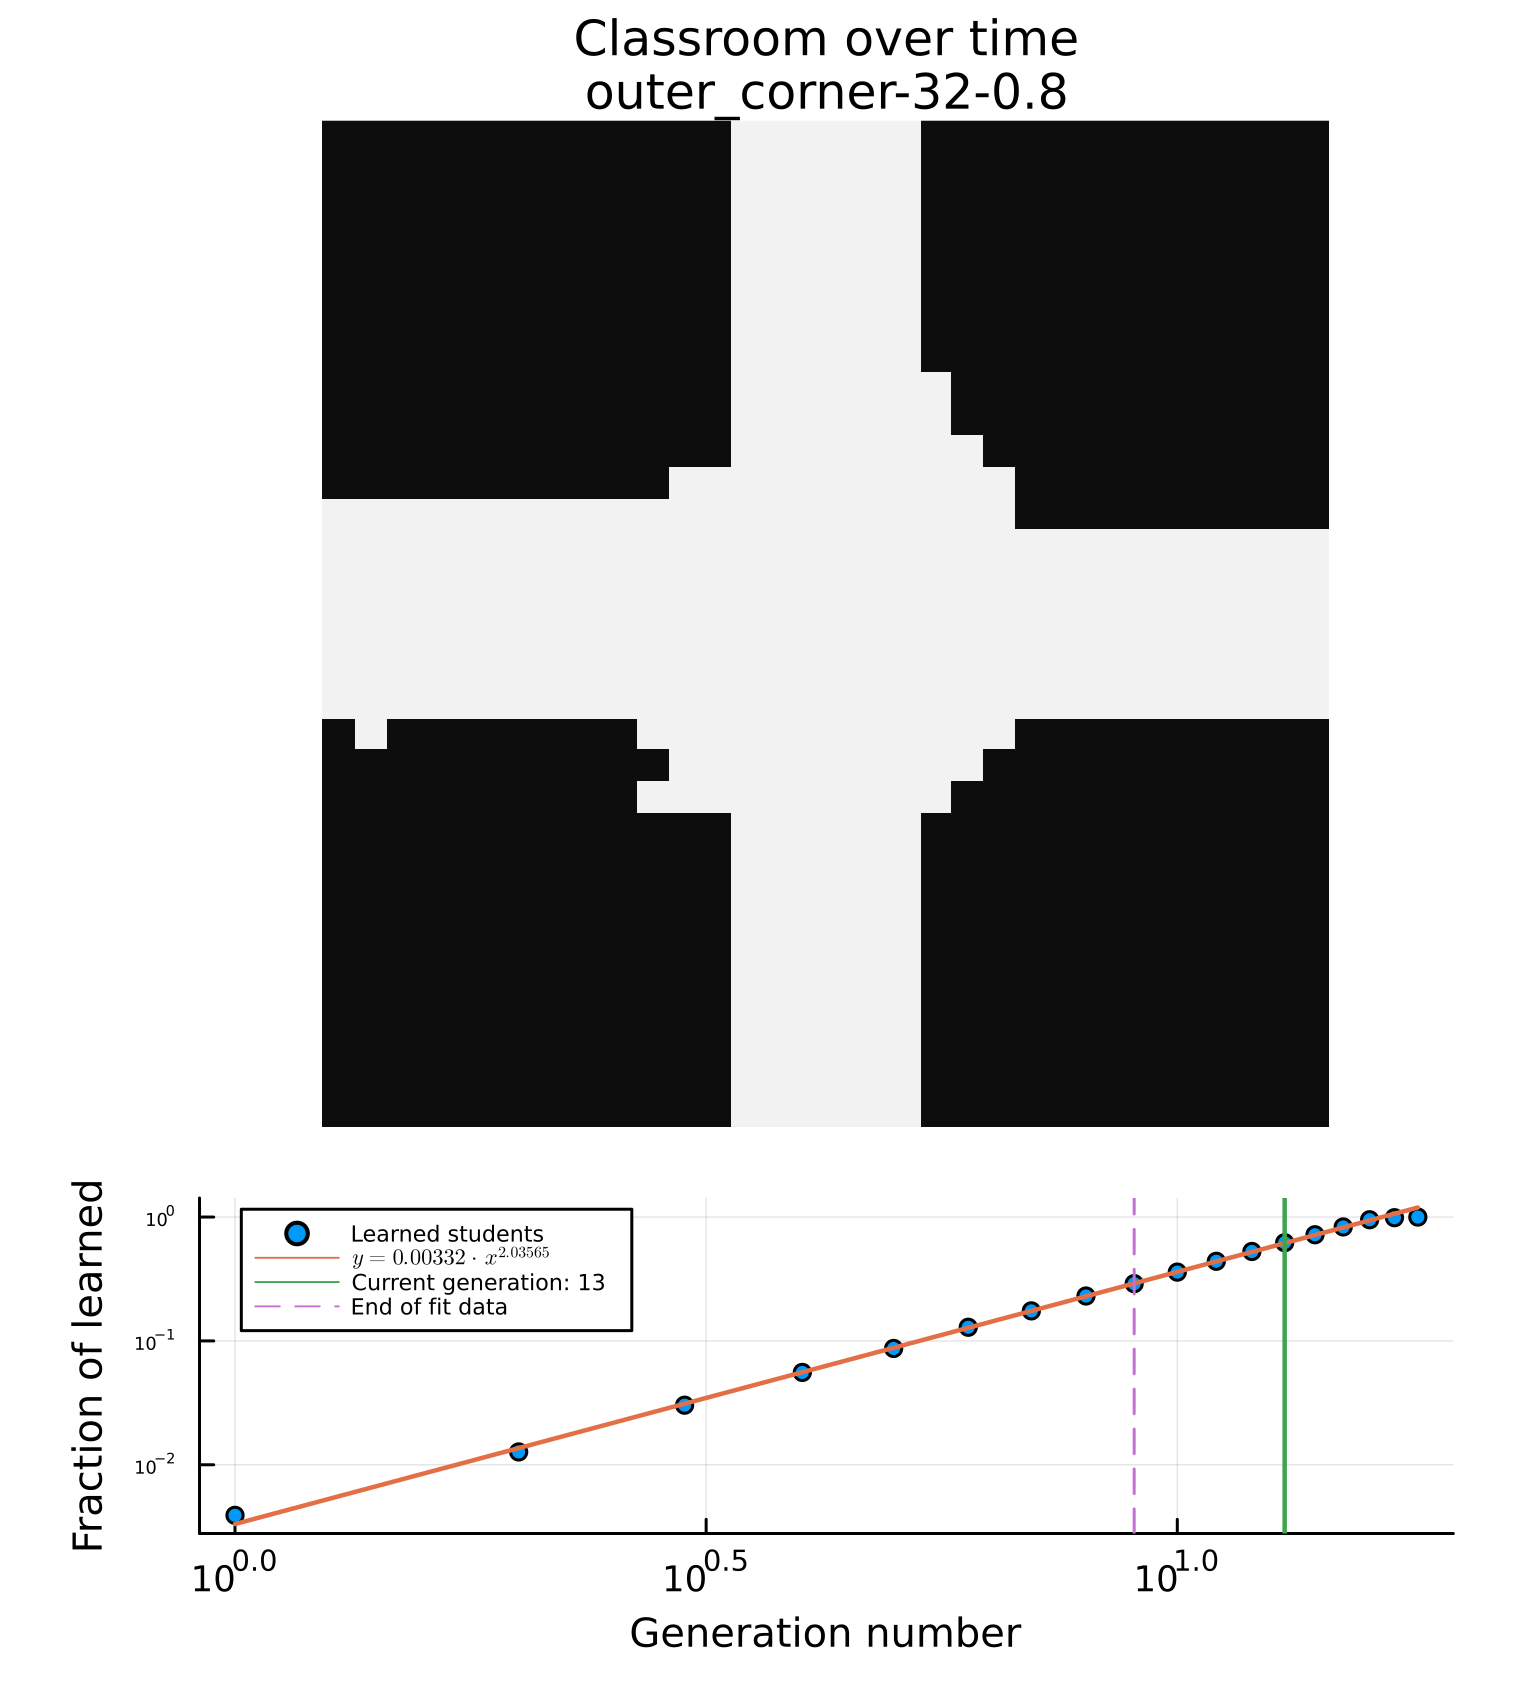 Classroom over time
outer_corner-32-0.8
Fraction of learned
10^0
10^-1
10^-2
Learned students
y = 0.00332 · x^2.03565
Current generation: 13
End of fit data
10^0.0 10^0.5 10^1.0
Generation number